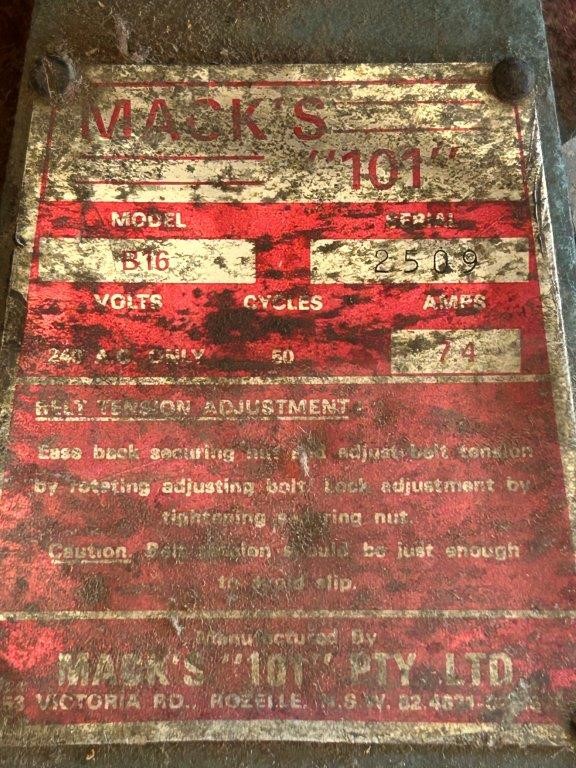 MACK'S
"101"
MODEL SERIAL
B16 2509
VOLTS CYCLES AMPS
240 A.C. ONLY 50 7 4
BELT TENSION ADJUSTMENT
Ease back securing nut and adjust belt tension
by rotating adjusting bolt. Lock adjustment by
tightening securing nut.
Caution. Belt tension should be just enough
to avoid slip.
Manufactured By
MACK'S "101" PTY. LTD.
VICTORIA RD., ROZELLE, N.S.W.